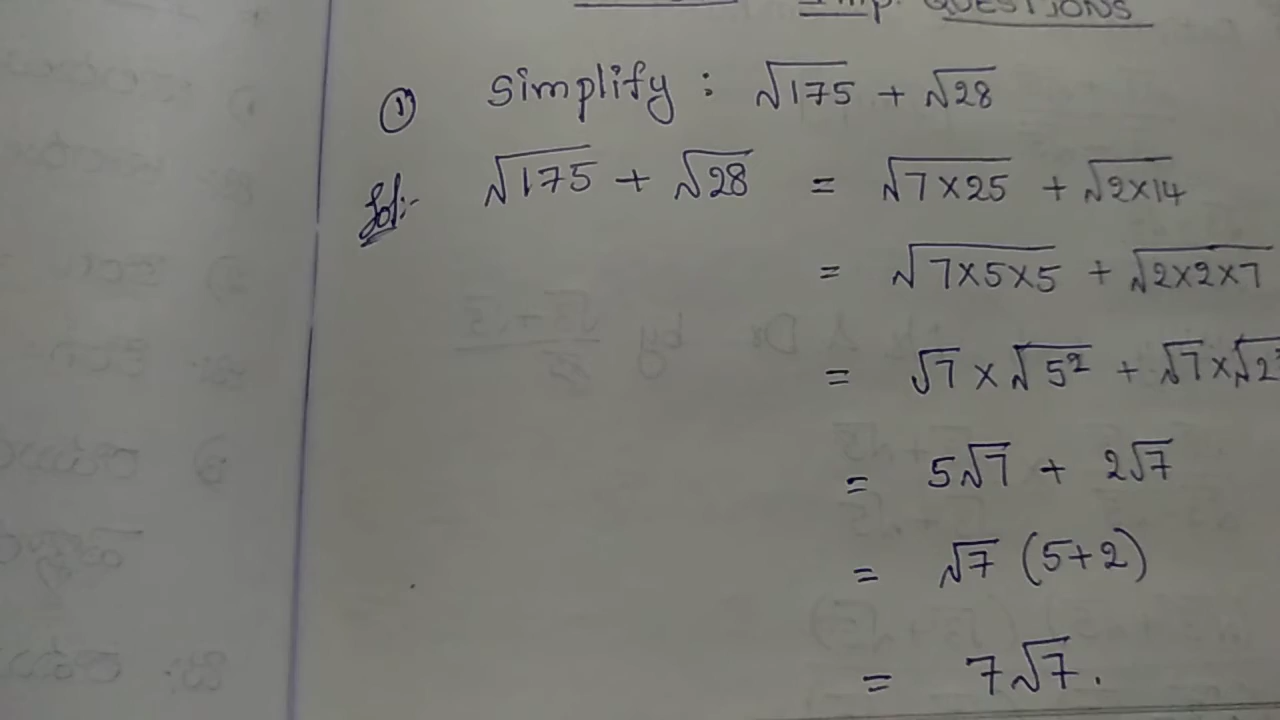 Imp. QUESTIONS
① Simplify : √175 + √28
Sol:- √175 + √28 = √7×25 + √2×14
= √7×5×5 + √2×2×7
= √7 × √5² + √7 × √2²
= 5√7 + 2√7
= √7 (5+2)
= 7√7.